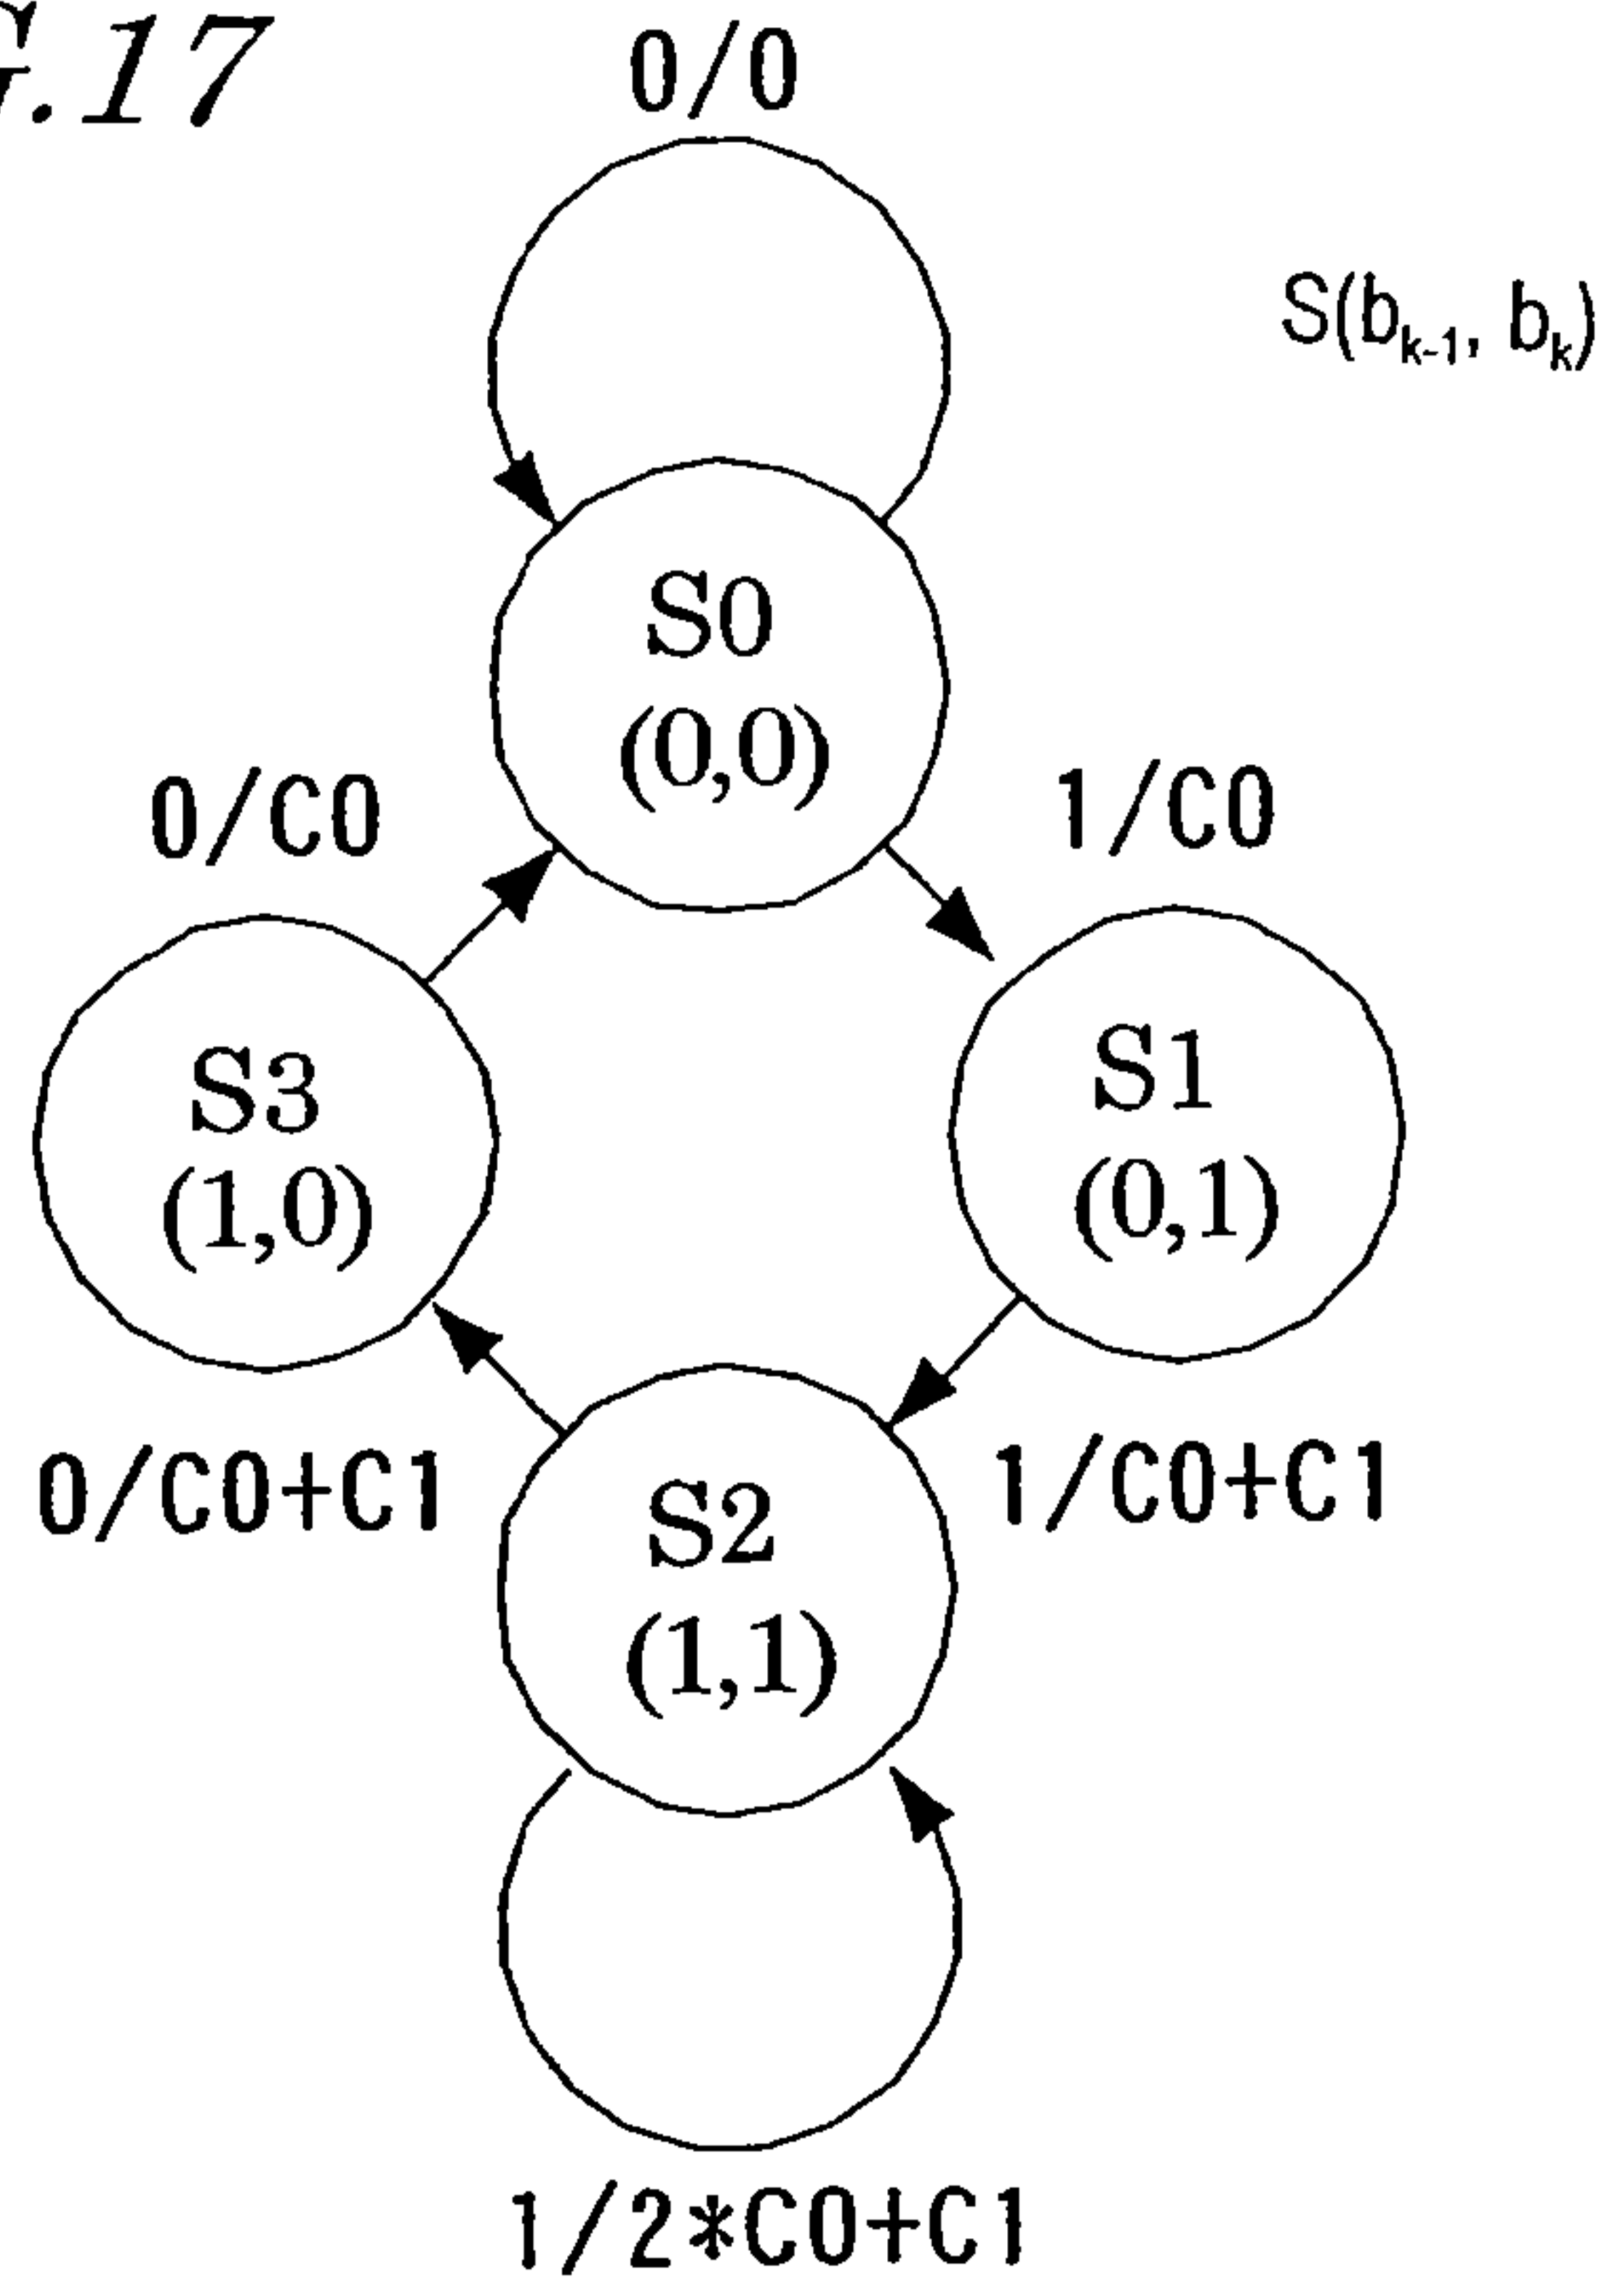 G.17
0/0
S(b_{k-1}, b_k)
S0
(0,0)
0/C0
1/C0
S3
(1,0)
S1
(0,1)
0/C0+C1
1/C0+C1
S2
(1,1)
1/2*C0+C1